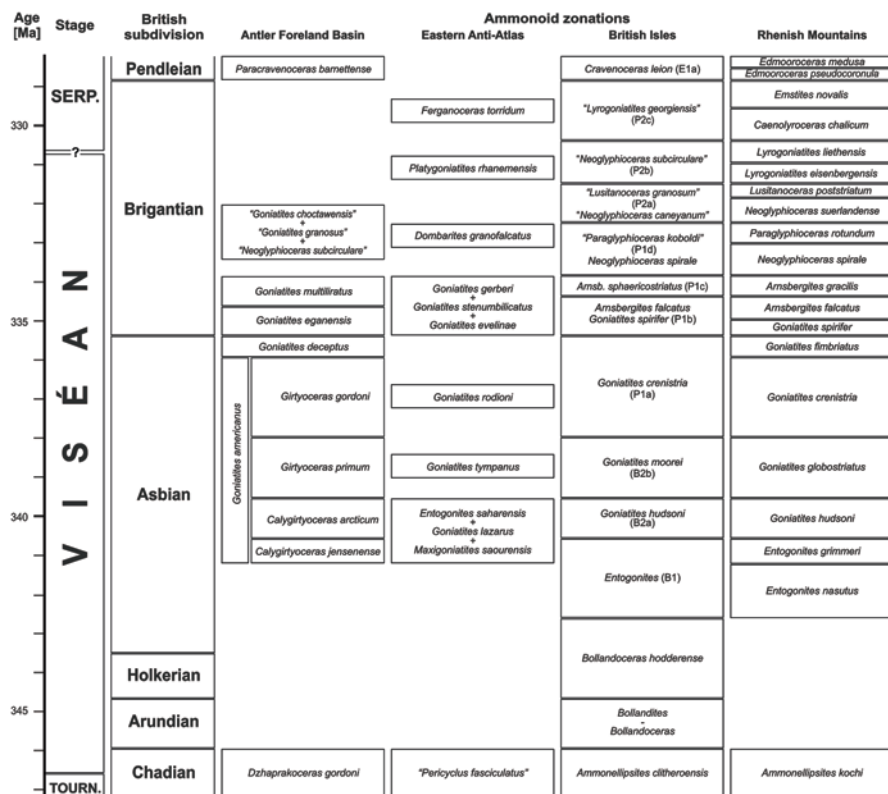 Age
[Ma]
Stage
British
subdivision
Ammonoid zonations
Antler Foreland Basin
Eastern Anti-Atlas
British Isles
Rhenish Mountains
330
335
340
345
SERP.
?
VISÉAN
TOURN.
Pendleian
Brigantian
Asbian
Holkerian
Arundian
Chadian
Paracravenoceras barnettense
"Goniatites choctawensis"
+
"Goniatites granosus"
+
"Neoglyphioceras subcirculare"
Goniatites multiliratus
Goniatites eganensis
Goniatites deceptus
Goniatites americanus
Girtyoceras gordoni
Girtyoceras primum
Calygirtyoceras arcticum
Calygirtyoceras jensenense
Dzhaprakoceras gordoni
Ferganoceras torridum
Platygoniatites rhanemensis
Dombarites granofalcatus
Goniatites gerberi
+
Goniatites stenumbilicatus
+
Goniatites evelinae
Goniatites rodioni
Goniatites tympanus
Entogonites saharensis
+
Goniatites lazarus
+
Maxigoniatites saourensis
"Pericyclus fasciculatus"
Cravenoceras leion (E1a)
"Lyrogoniatites georgiensis"
(P2c)
"Neoglyphioceras subcirculare"
(P2b)
"Lusitanoceras granosum"
(P2a)
"Neoglyphioceras caneyanum"
"Paraglyphioceras koboldi"
(P1d)
Neoglyphioceras spirale
Arnsb. sphaericostriatus (P1c)
Arnsbergites falcatus
Goniatites spirifer (P1b)
Goniatites crenistria
(P1a)
Goniatites moorei
(B2b)
Goniatites hudsoni
(B2a)
Entogonites (B1)
Bollandoceras hodderense
Bollandites
-
Bollandoceras
Ammonellipsites clitheroensis
Edmooroceras medusa
Edmooroceras pseudocoronula
Emstites novalis
Caenolyroceras chalicum
Lyrogoniatites liethensis
Lyrogoniatites eisenbergensis
Lusitanoceras poststriatum
Neoglyphioceras suerlandense
Paraglyphioceras rotundum
Neoglyphioceras spirale
Arnsbergites gracilis
Arnsbergites falcatus
Goniatites spirifer
Goniatites fimbriatus
Goniatites crenistria
Goniatites globostriatus
Goniatites hudsoni
Entogonites grimmeri
Entogonites nasutus
Ammonellipsites kochi